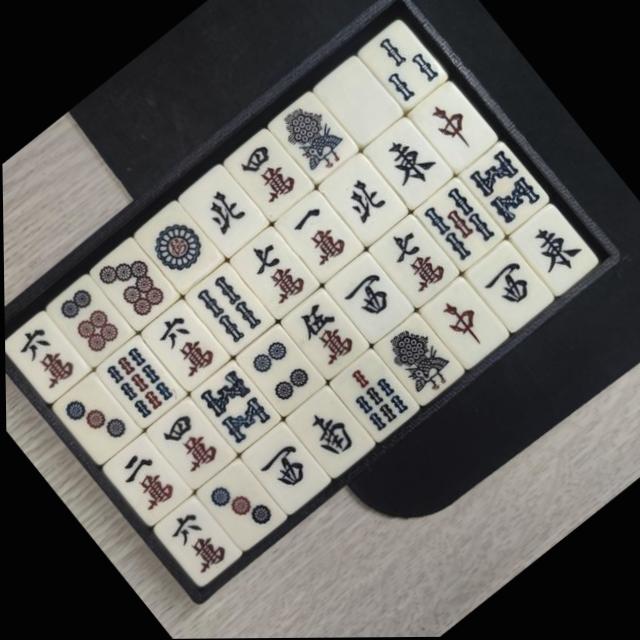 六萬 北 四萬
六萬 七萬 一萬 北 東 中
二萬 四萬 伍萬 西 七萬
六萬 西 南 中 西 東